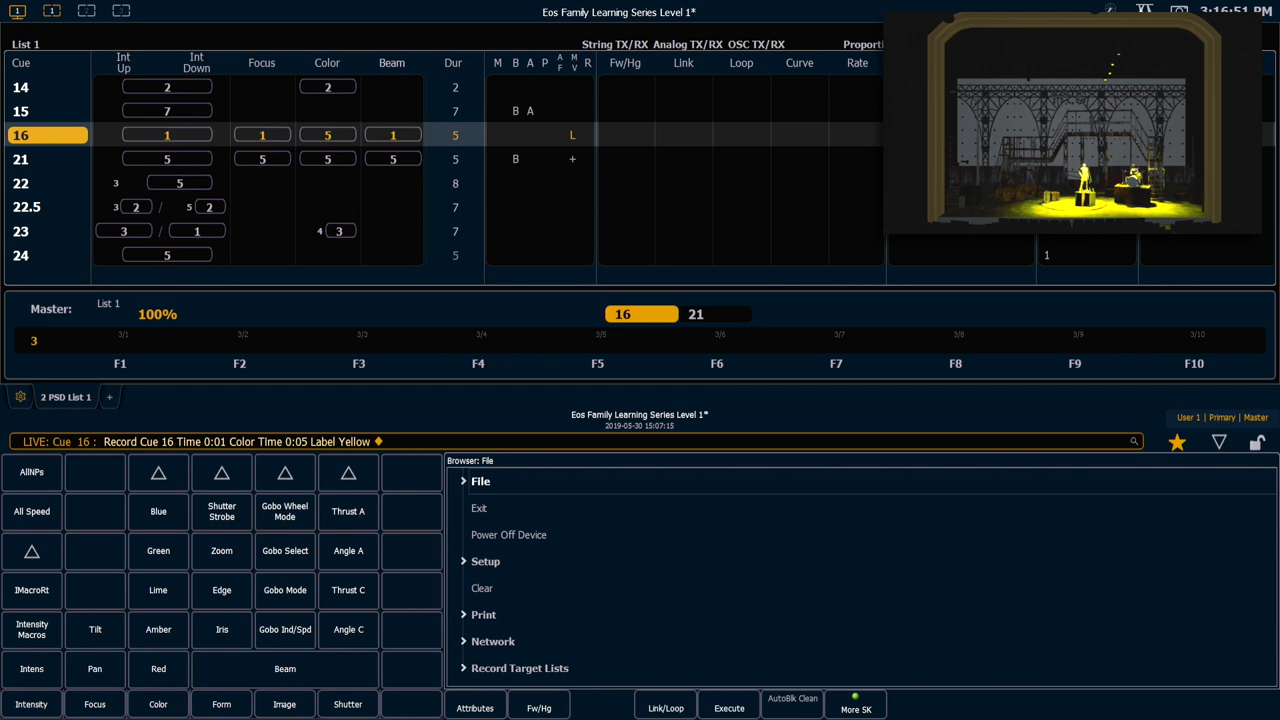 1 1 2 3 Eos Family Learning Series Level 1* 3:16:51 PM
List 1 String TX/RX Analog TX/RX OSC TX/RX Proporti
Cue Int Up Int Down Focus Color Beam Dur M B A P AF MV R Fw/Hg Link Loop Curve Rate
14 2 2 2
15 7 7 B A
16 1 1 5 1 5 L
21 5 5 5 5 5 B +
22 3 5 8
22.5 3 2 / 5 2 7
23 3 / 1 4 3 7
24 5 5 1
Master: List 1 100% 16 21
3 3/1 3/2 3/3 3/4 3/5 3/6 3/7 3/8 3/9 3/10
F1 F2 F3 F4 F5 F6 F7 F8 F9 F10
2 PSD List 1 +
Eos Family Learning Series Level 1*
2019-05-30 15:07:15
User 1 | Primary | Master
LIVE: Cue 16 : Record Cue 16 Time 0:01 Color Time 0:05 Label Yellow
AllNPs
All Speed Blue Shutter Strobe Gobo Wheel Mode Thrust A
Green Zoom Gobo Select Angle A
IMacroRt Lime Edge Gobo Mode Thrust C
Intensity Macros Tilt Amber Iris Gobo Ind/Spd Angle C
Intens Pan Red Beam
Intensity Focus Color Form Image Shutter
Browser: File
File
Exit
Power Off Device
Setup
Clear
Print
Network
Record Target Lists
Attributes Fw/Hg Link/Loop Execute AutoBlk Clean More SK